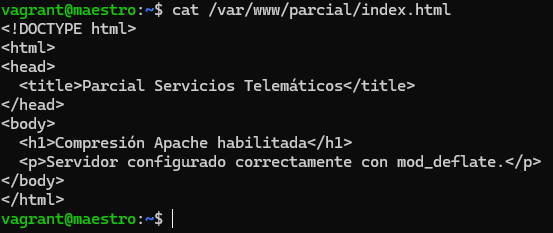 vagrant@maestro:~$ cat /var/www/parcial/index.html
<!DOCTYPE html>
<html>
<head>
  <title>Parcial Servicios Telemáticos</title>
</head>
<body>
  <h1>Compresión Apache habilitada</h1>
  <p>Servidor configurado correctamente con mod_deflate.</p>
</body>
</html>
vagrant@maestro:~$